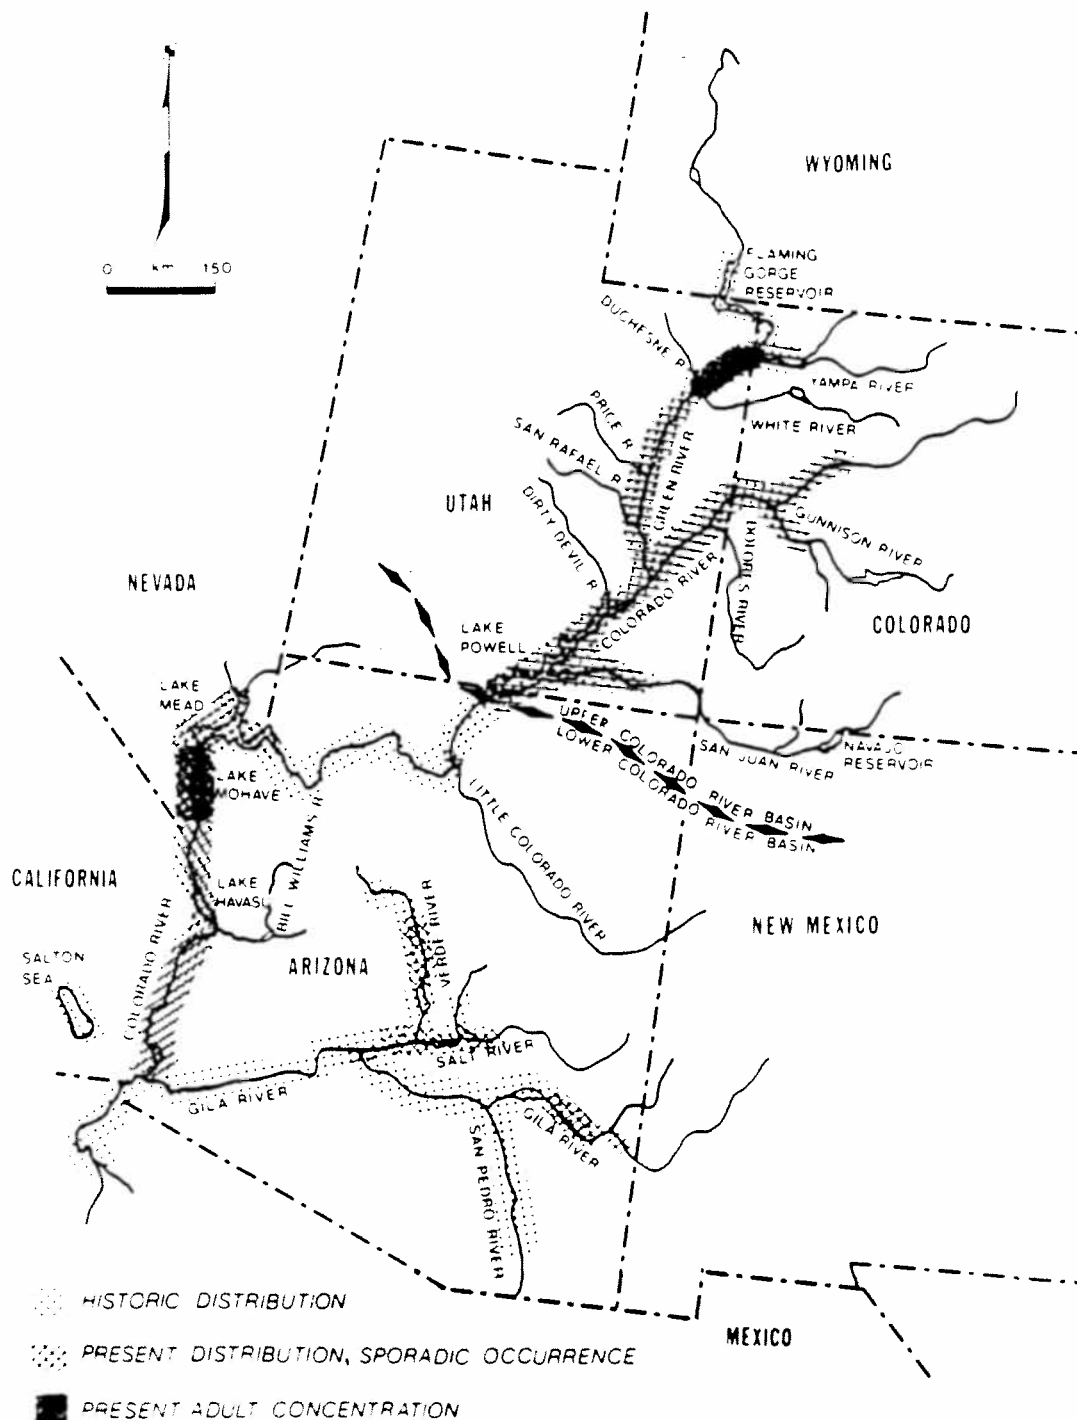 WYOMING
0 km 150
FLAMING
GORGE
RESERVOIR
DUCHESNE R.
YAMPA RIVER
WHITE RIVER
PRICE R.
SAN RAFAEL R.
GREEN RIVER
UTAH
DIRTY DEVIL R.
GUNNISON RIVER
DOLORES RIVER
COLORADO RIVER
NEVADA
COLORADO
LAKE
POWELL
LAKE
MEAD
UPPER COLORADO RIVER BASIN
LOWER COLORADO RIVER BASIN
SAN JUAN RIVER
NAVAJO
RESERVOIR
LAKE
MOHAVE
LITTLE COLORADO RIVER
BILL WILLIAMS R.
CALIFORNIA
LAKE
HAVASU
VERDE RIVER
NEW MEXICO
COLORADO RIVER
ARIZONA
SALTON
SEA
SALT RIVER
GILA RIVER
GILA RIVER
SAN PEDRO RIVER
HISTORIC DISTRIBUTION
MEXICO
PRESENT DISTRIBUTION, SPORADIC OCCURRENCE
PRESENT ADULT CONCENTRATION